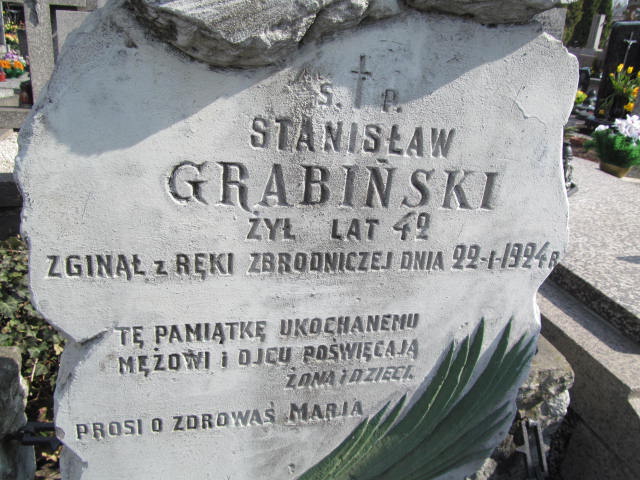 Ś. P.
STANISŁAW
GRABIŃSKI
ŻYŁ LAT 42
ZGINĄŁ z RĘKI ZBRODNICZEJ DNIA 22-I-1924 R
TĘ PAMIĄTKĘ UKOCHANEMU
MĘŻOWI i OJCU POŚWIĘCAJĄ
ŻONA i DZIECI.
PROSI O ZDROWAŚ MARJA